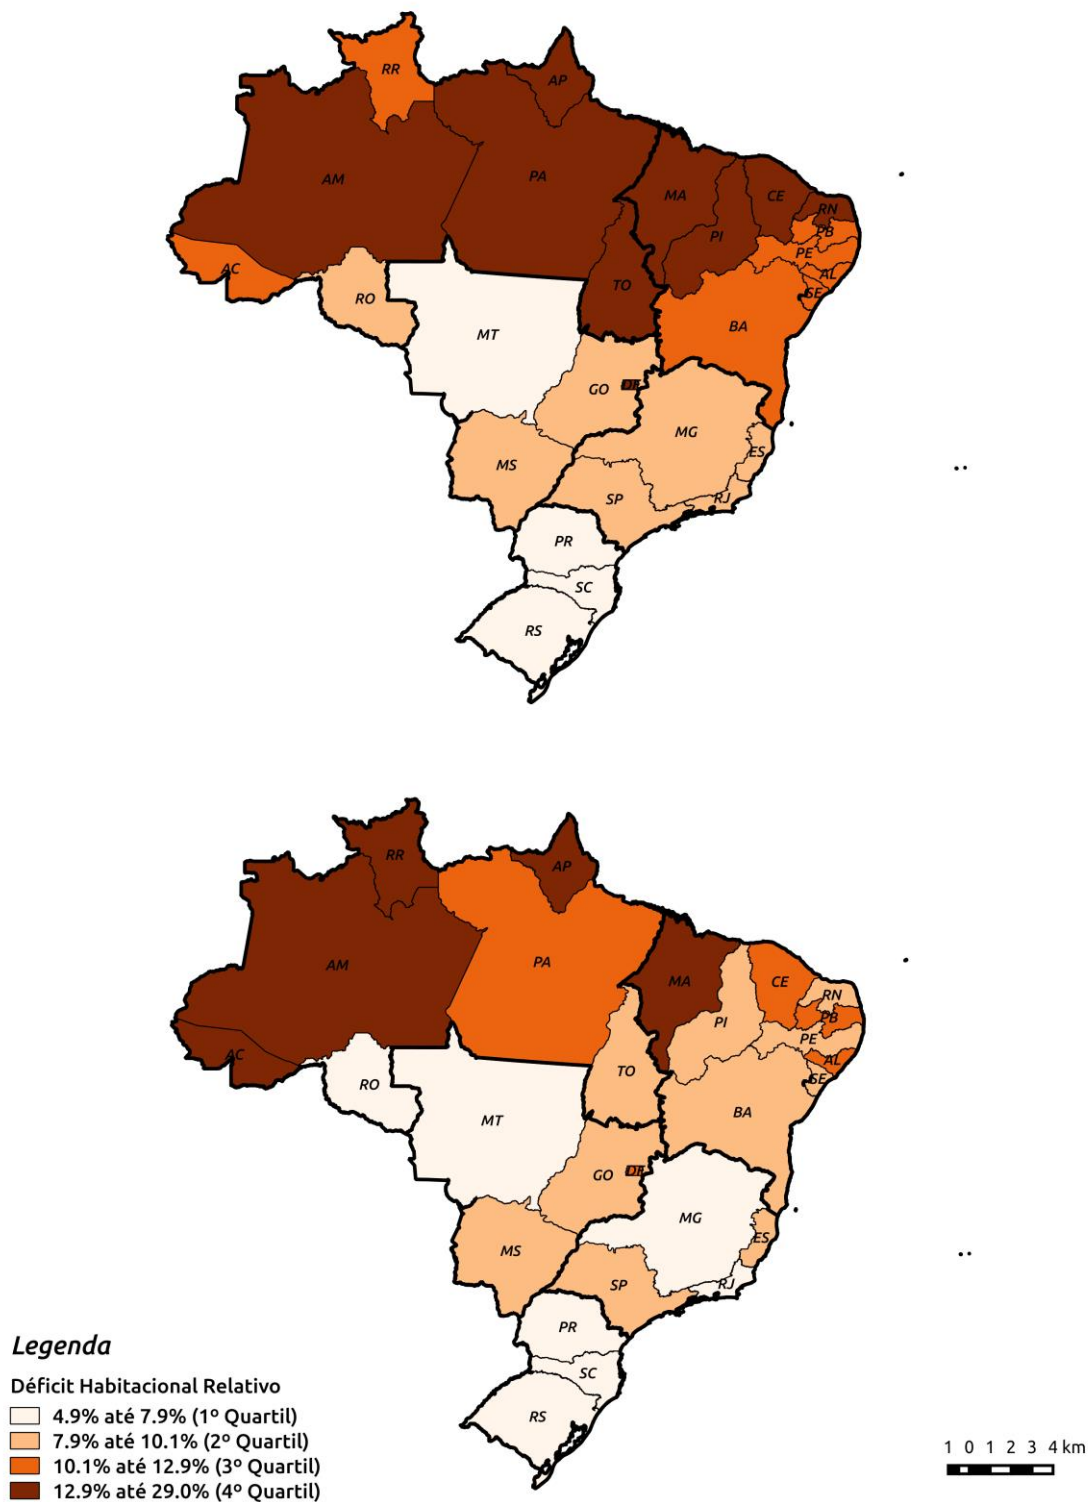 RR
AP
AM
PA
MA
CE
RN
PI
PB
PE
AC
AL
TO
SE
RO
BA
MT
GO
DF
MG
ES
MS
SP
RJ
PR
SC
RS
RR
AP
AM
PA
MA
CE
RN
PI
PB
PE
AC
AL
TO
SE
RO
BA
MT
GO
DF
MG
ES
MS
SP
RJ
PR
SC
RS
Legenda
Déficit Habitacional Relativo
4.9% até 7.9% (1º Quartil)
7.9% até 10.1% (2º Quartil)
10.1% até 12.9% (3º Quartil)
12.9% até 29.0% (4º Quartil)
1 0 1 2 3 4 km